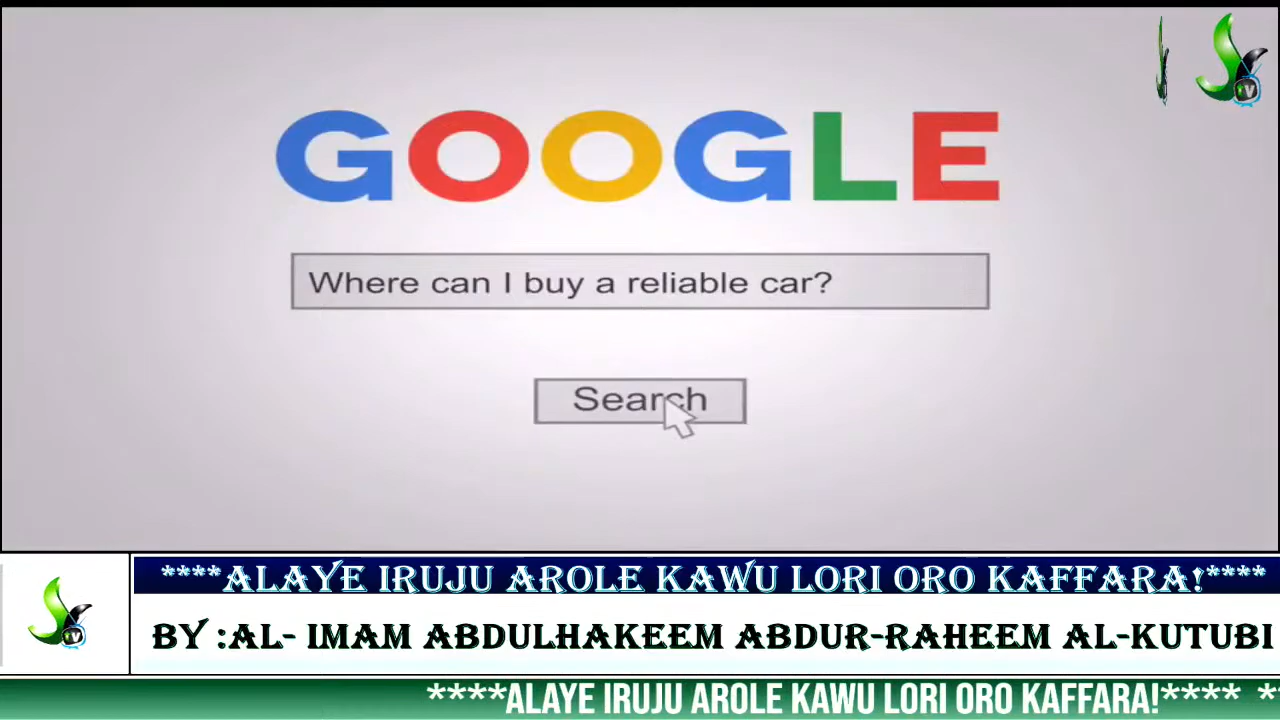 GOOGLE
Where can I buy a reliable car?
Search
****ALAYE IRUJU AROLE KAWU LORI ORO KAFFARA!****
BY :AL- IMAM ABDULHAKEEM ABDUR-RAHEEM AL-KUTUBI
****ALAYE IRUJU AROLE KAWU LORI ORO KAFFARA!**** **